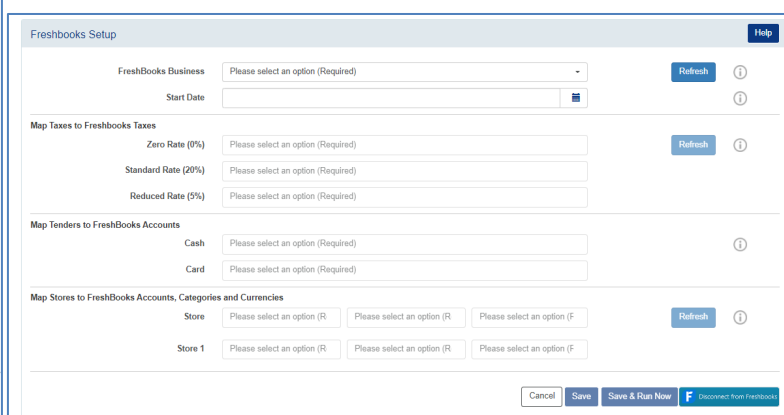 Freshbooks Setup Help
FreshBooks Business Please select an option (Required) Refresh
Start Date
Map Taxes to Freshbooks Taxes
Zero Rate (0%) Please select an option (Required) Refresh
Standard Rate (20%) Please select an option (Required)
Reduced Rate (5%) Please select an option (Required)
Map Tenders to FreshBooks Accounts
Cash Please select an option (Required)
Card Please select an option (Required)
Map Stores to FreshBooks Accounts, Categories and Currencies
Store Please select an option (R Please select an option (R Please select an option (F Refresh
Store 1 Please select an option (R Please select an option (R Please select an option (F
Cancel Save Save & Run Now F Disconnect from Freshbooks